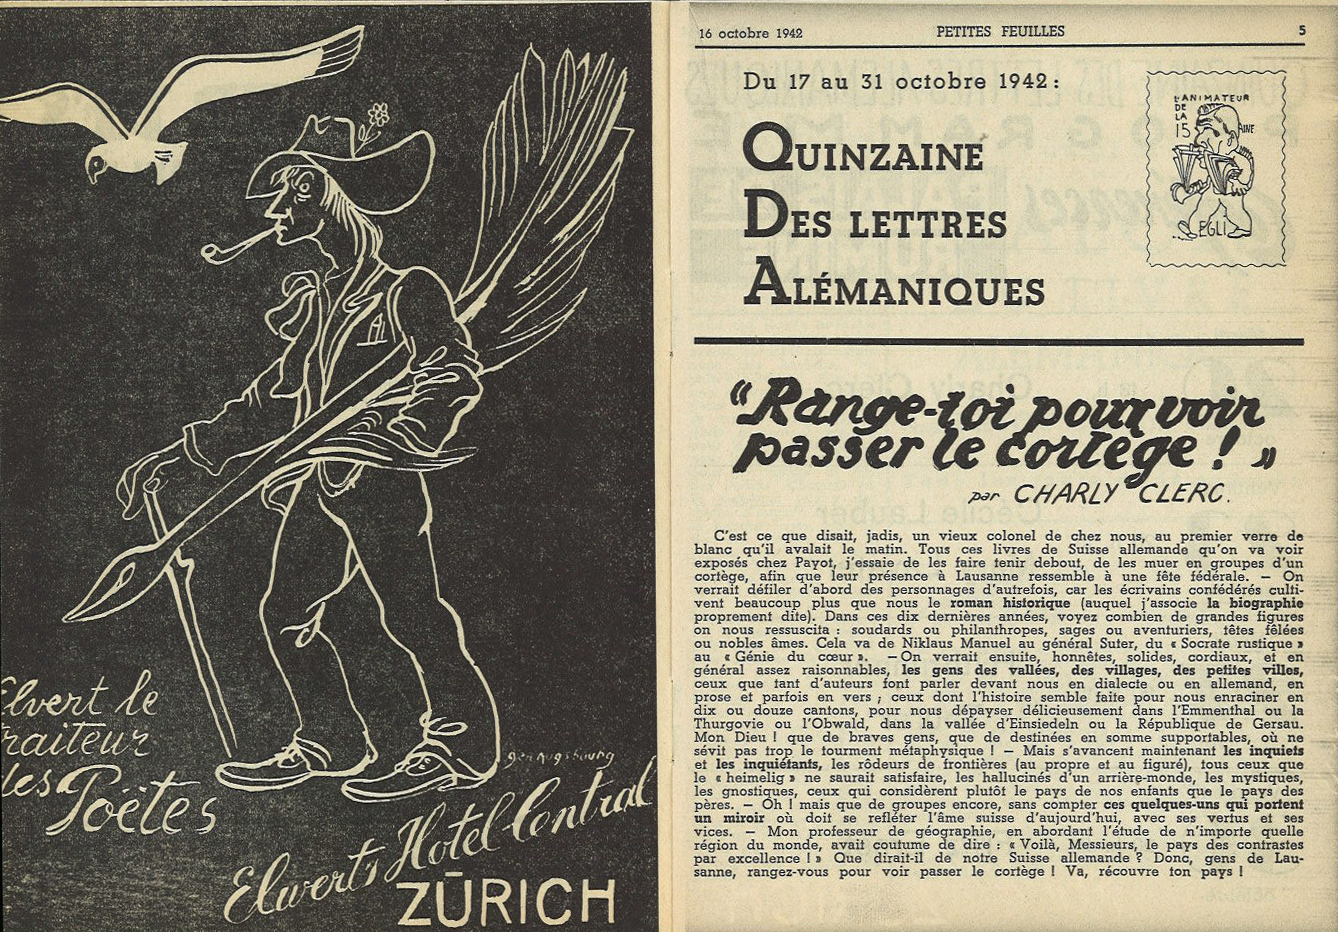 Elvert le
traiteur
des Poëtes
gea Augsbourg
Elwert's Hotel Central
ZÜRICH
16 octobre 1942 PETITES FEUILLES 5
Du 17 au 31 octobre 1942 :
QUINZAINE
DES LETTRES
ALÉMANIQUES
L'ANIMATEUR
DE
LA
15AINE
EGLI
« Range-toi pour voir
passer le cortège ! »
par CHARLY CLERC.
C'est ce que disait, jadis, un vieux colonel de chez nous, au premier verre de
blanc qu'il avalait le matin. Tous ces livres de Suisse allemande qu'on va voir
exposés chez Payot, j'essaie de les faire tenir debout, de les muer en groupes d'un
cortège, afin que leur présence à Lausanne ressemble à une fête fédérale. — On
verrait défiler d'abord des personnages d'autrefois, car les écrivains confédérés culti-
vent beaucoup plus que nous le roman historique (auquel j'associe la biographie
proprement dite). Dans ces dix dernières années, voyez combien de grandes figures
on nous ressuscita : soudards ou philanthropes, sages ou aventuriers, têtes fêlées
ou nobles âmes. Cela va de Niklaus Manuel au général Suter, du « Socrate rustique »
au « Génie du cœur ». — On verrait ensuite, honnêtes, solides, cordiaux, et en
général assez raisonnables, les gens des vallées, des villages, des petites villes,
ceux que tant d'auteurs font parler devant nous en dialecte ou en allemand, en
prose et parfois en vers ; ceux dont l'histoire semble faite pour nous enraciner en
dix ou douze cantons, pour nous dépayser délicieusement dans l'Emmenthal ou la
Thurgovie ou l'Obwald, dans la vallée d'Einsiedeln ou la République de Gersau.
Mon Dieu ! que de braves gens, que de destinées en somme supportables, où ne
sévit pas trop le tourment métaphysique ! — Mais s'avancent maintenant les inquiets
et les inquiétants, les rôdeurs de frontières (au propre et au figuré), tous ceux que
le « heimelig » ne saurait satisfaire, les hallucinés d'un arrière-monde, les mystiques,
les gnostiques, ceux qui considèrent plutôt le pays de nos enfants que le pays des
pères. — Oh ! mais que de groupes encore, sans compter ces quelques-uns qui portent
un miroir où doit se refléter l'âme suisse d'aujourd'hui, avec ses vertus et ses
vices. — Mon professeur de géographie, en abordant l'étude de n'importe quelle
région du monde, avait coutume de dire : « Voilà, Messieurs, le pays des contrastes
par excellence ! » Que dirait-il de notre Suisse allemande ? Donc, gens de Lau-
sanne, rangez-vous pour voir passer le cortège ! Va, récouvre ton pays !